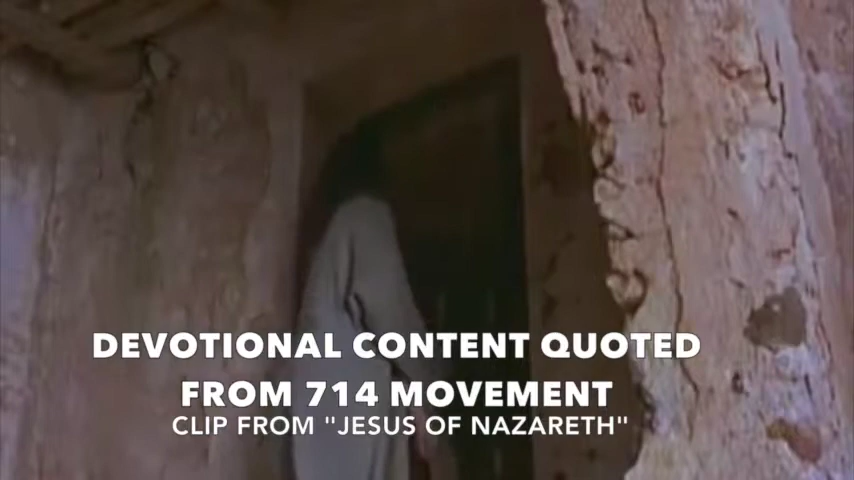 DEVOTIONAL CONTENT QUOTED
FROM 714 MOVEMENT
CLIP FROM "JESUS OF NAZARETH"